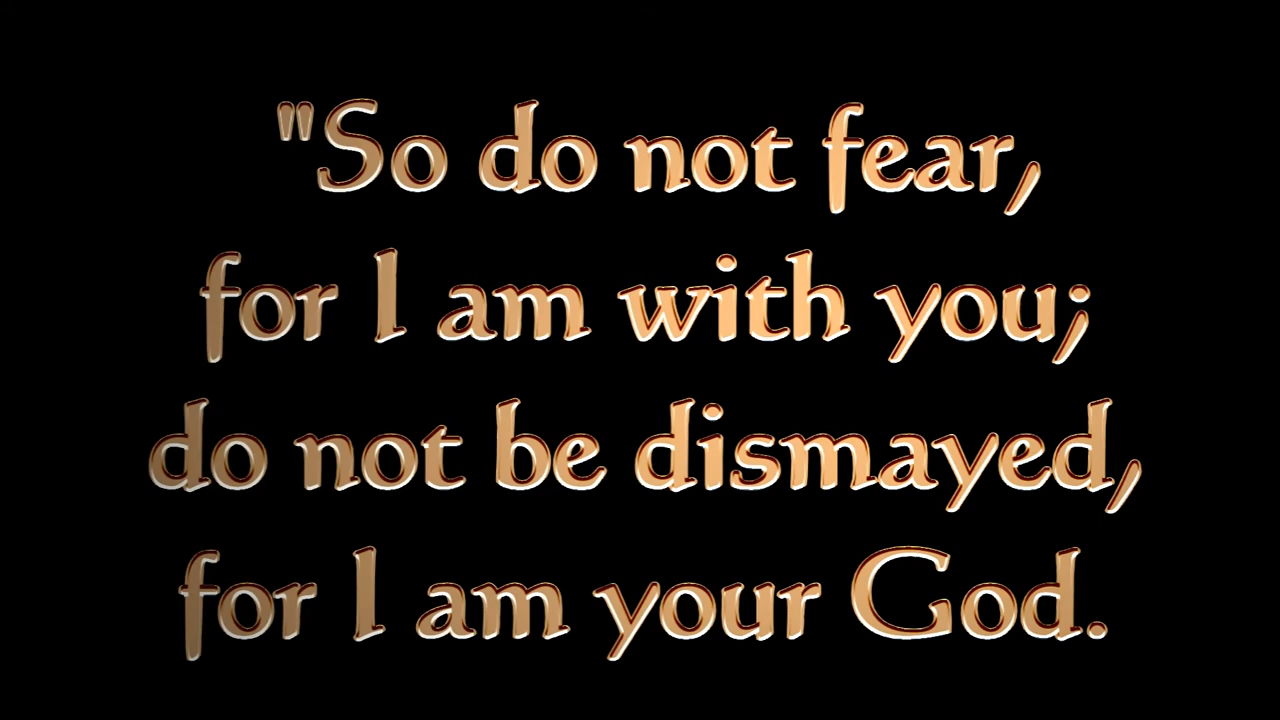 "So do not fear,
for I am with you;
do not be dismayed,
for I am your God.